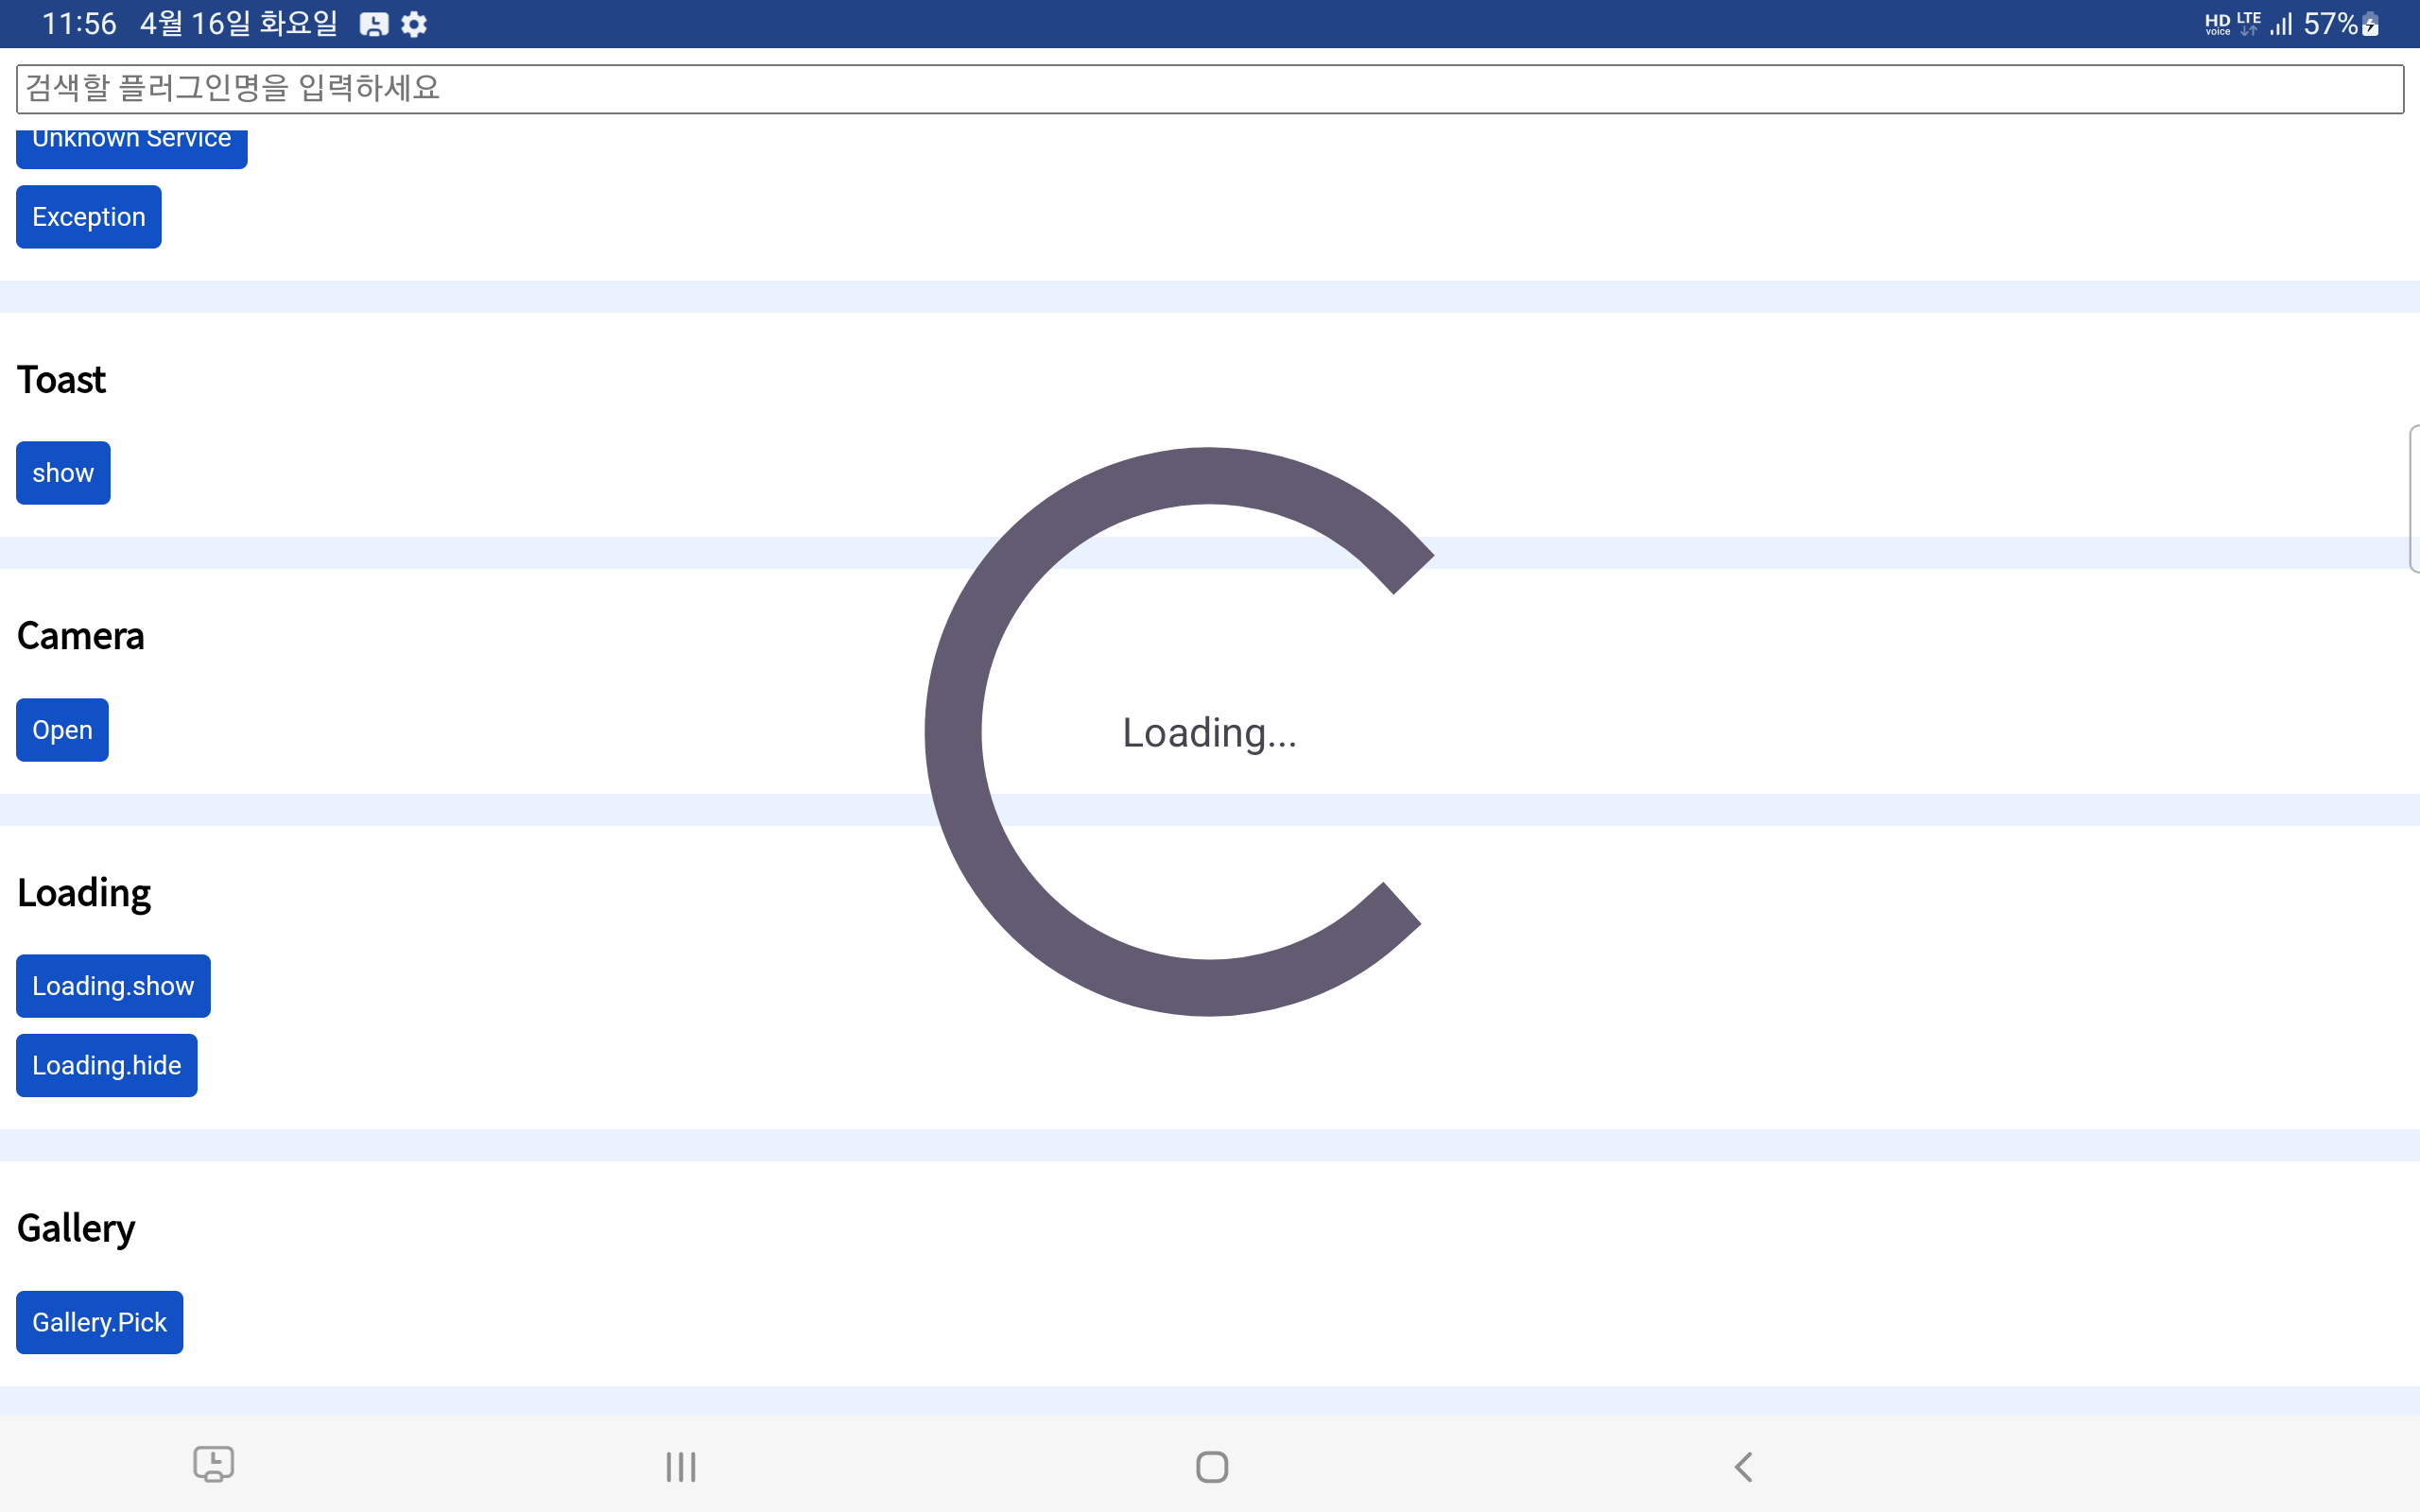 11:56 4월 16일 화요일 HD voice LTE 57%
검색할 플러그인명을 입력하세요
Unknown Service
Exception
Toast
show
Camera
Open
Loading...
Loading
Loading.show
Loading.hide
Gallery
Gallery.Pick